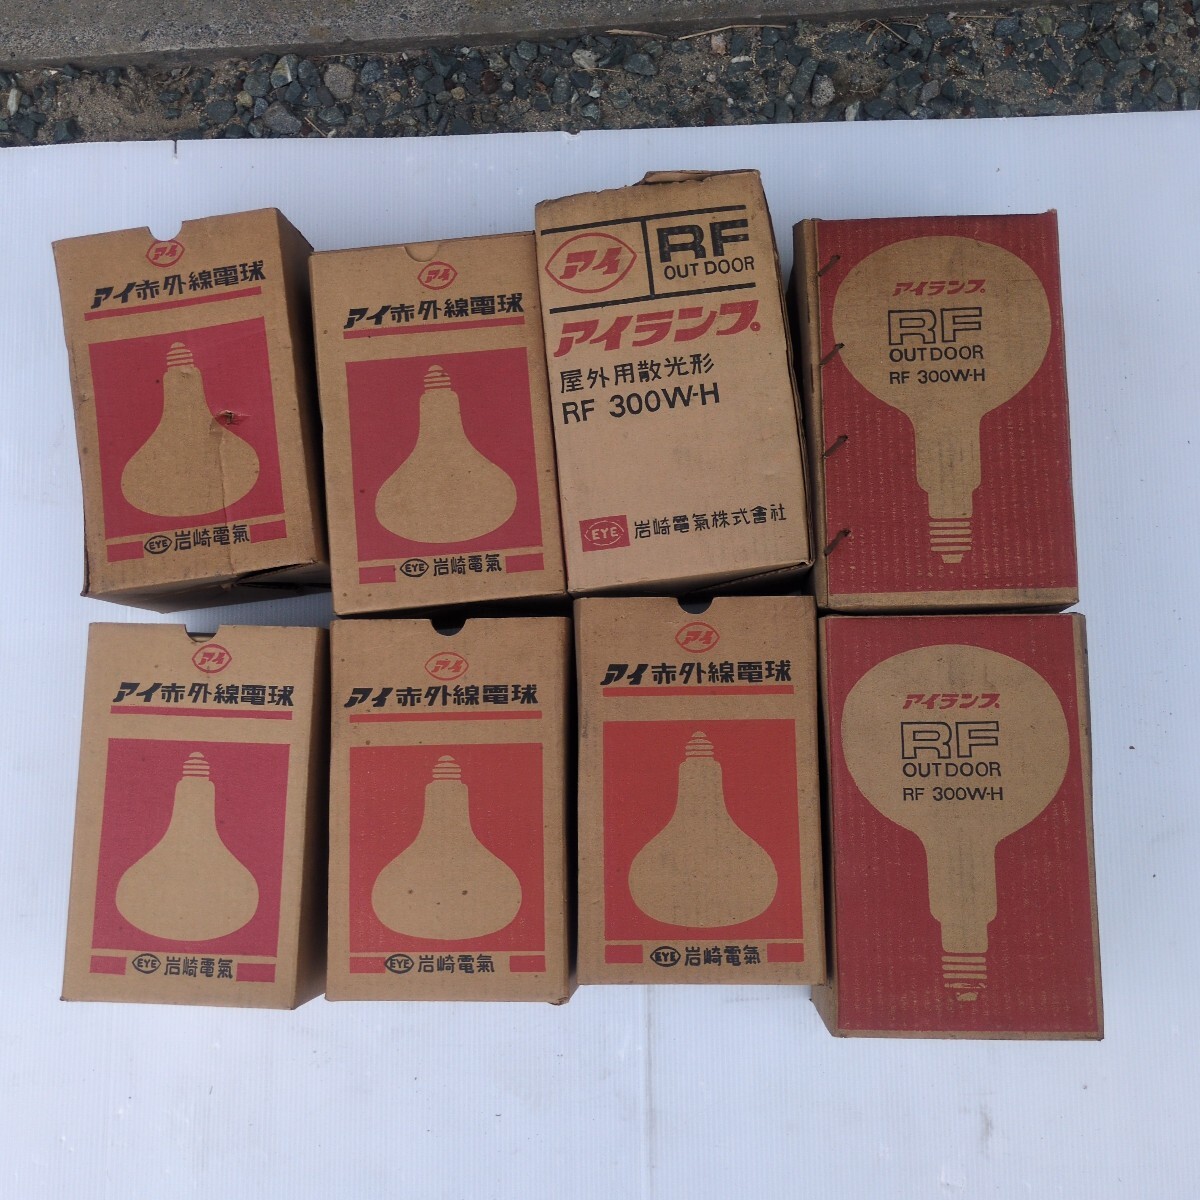 アイ
アイ赤外線電球
EYE 岩崎電氣
アイ
アイ赤外線電球
EYE 岩崎電氣
アイ
RF
OUT DOOR
アイランプ。
屋外用散光形
RF 300W-H
EYE 岩崎電氣株式會社
アイランプ。
RF
OUTDOOR
RF 300W-H
アイ
アイ赤外線電球
EYE 岩崎電氣
アイ
アイ赤外線電球
EYE 岩崎電氣
アイ
アイ赤外線電球
EYE 岩崎電氣
アイランプ。
RF
OUTDOOR
RF 300W-H